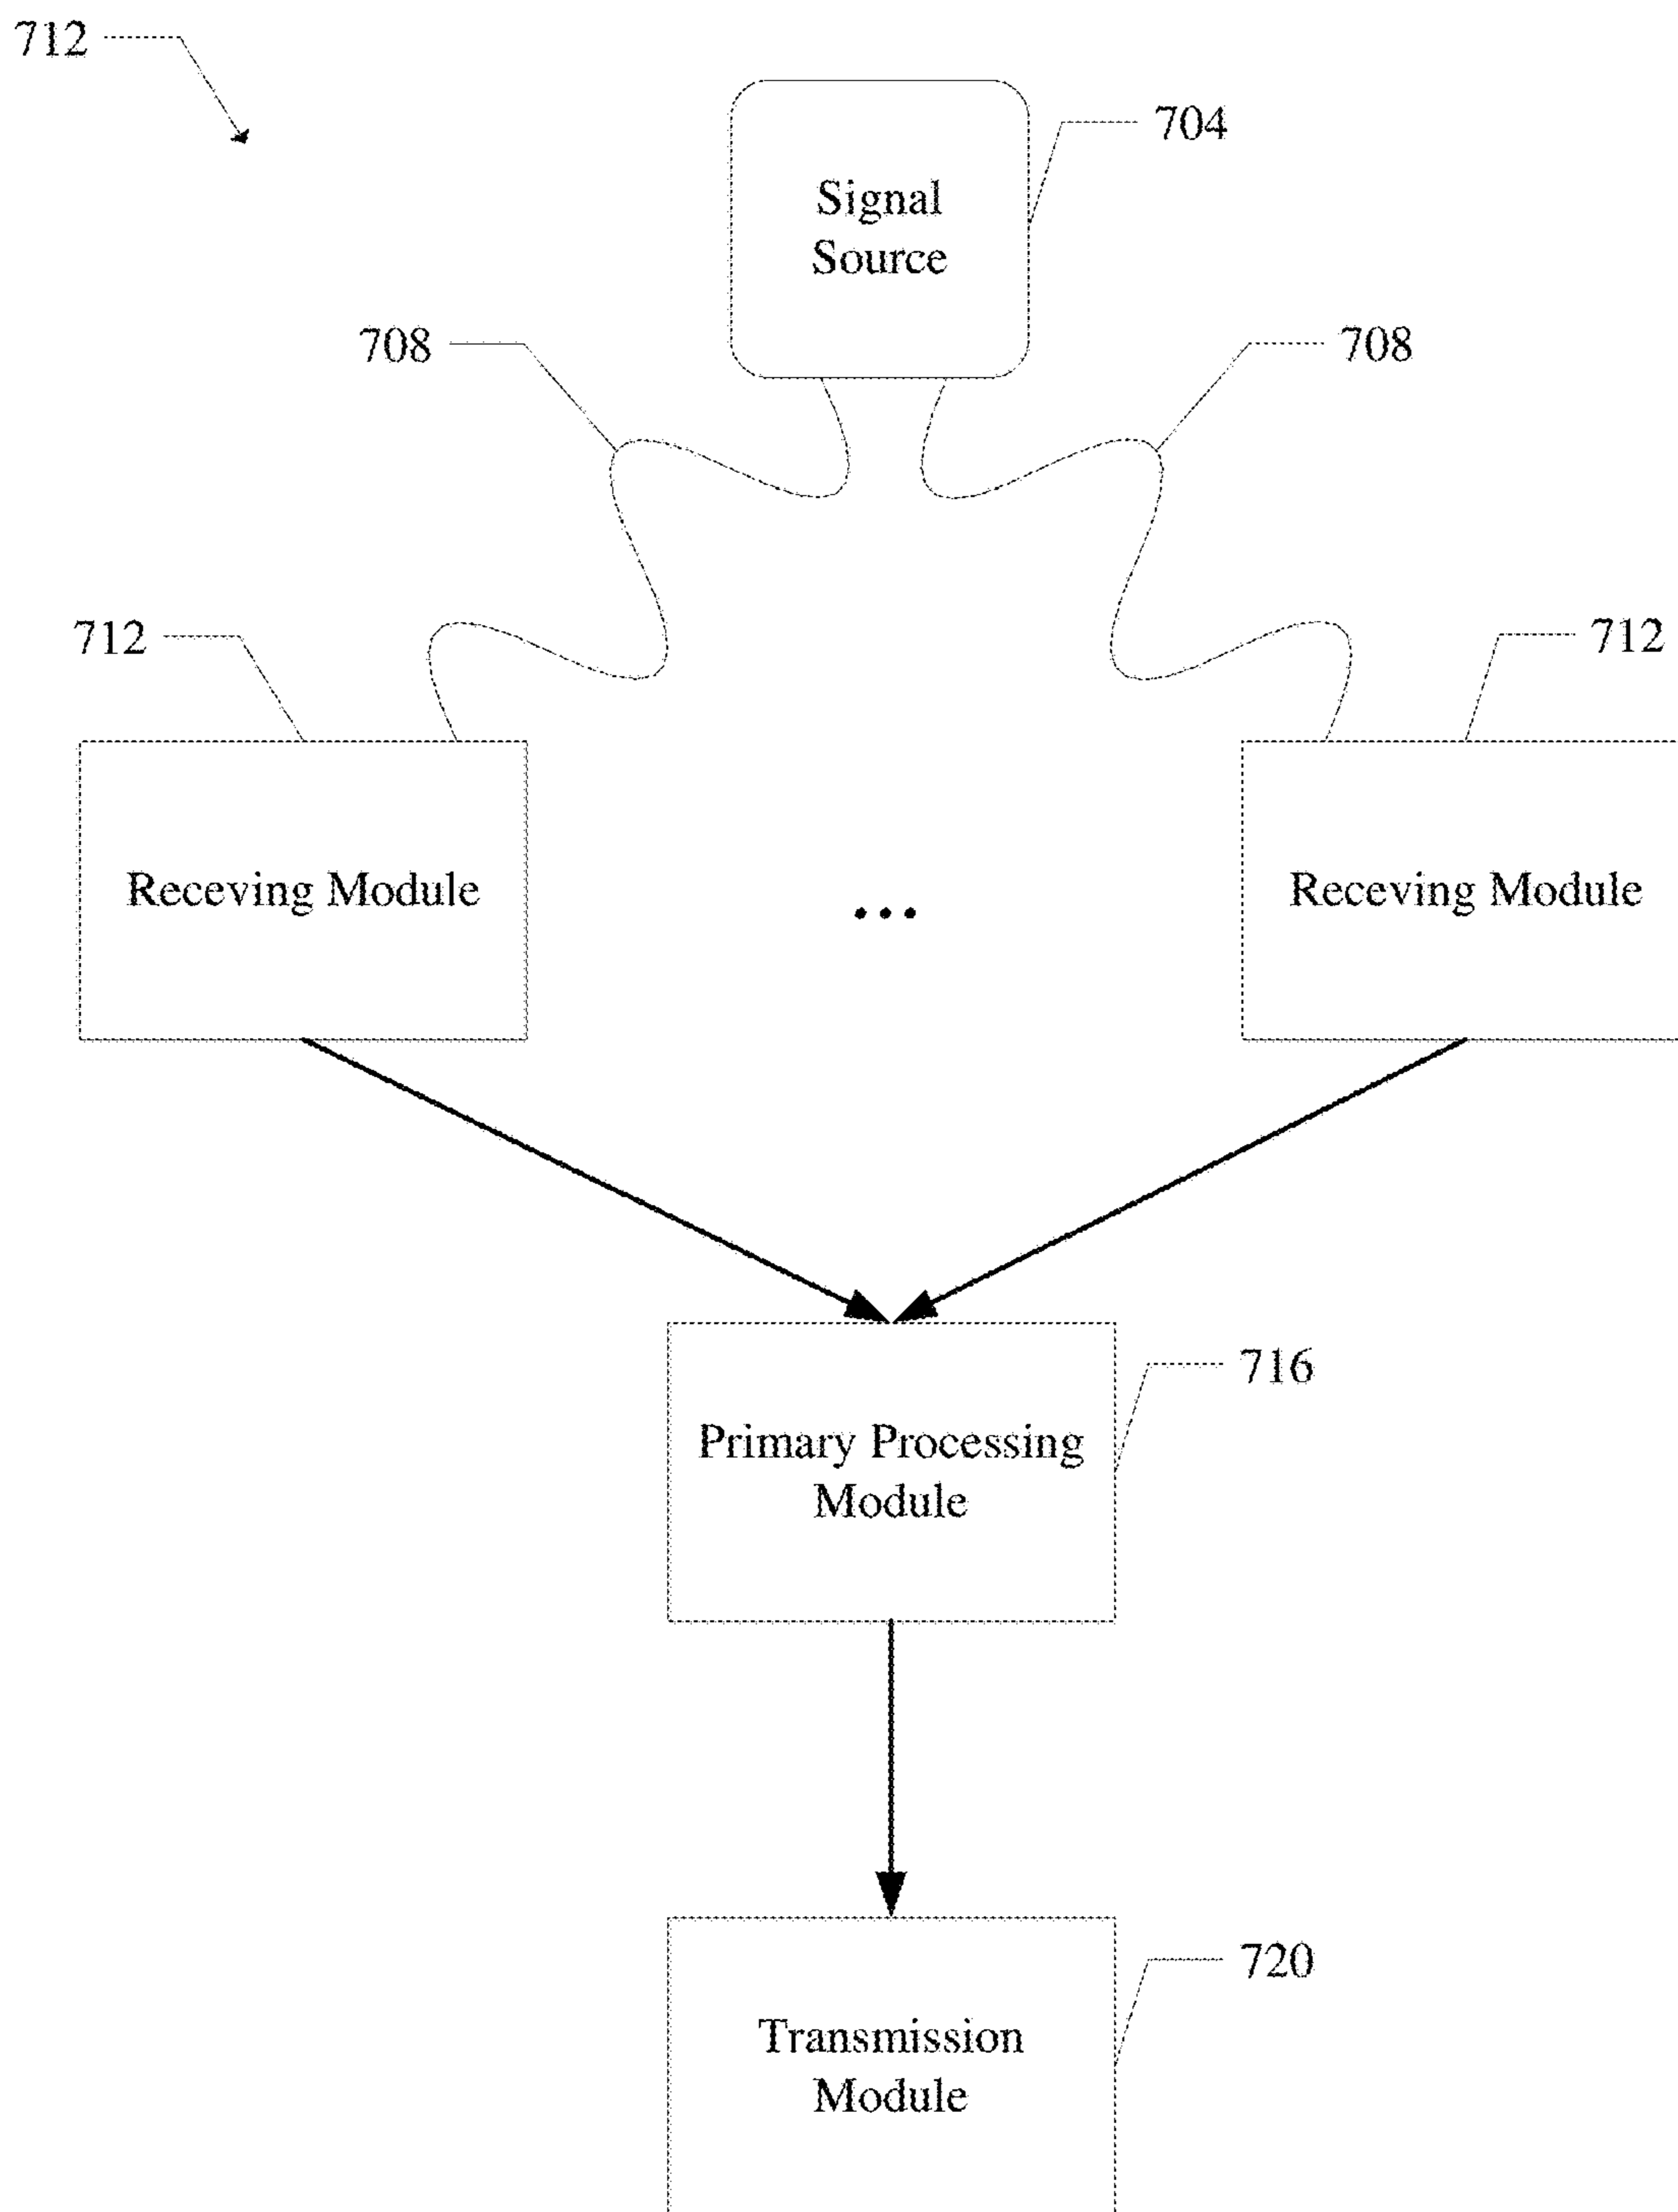 712
704
Signal
Source
708
708
712
712
Receving Module
...
Receving Module
716
Primary Processing
Module
720
Transmission
Module